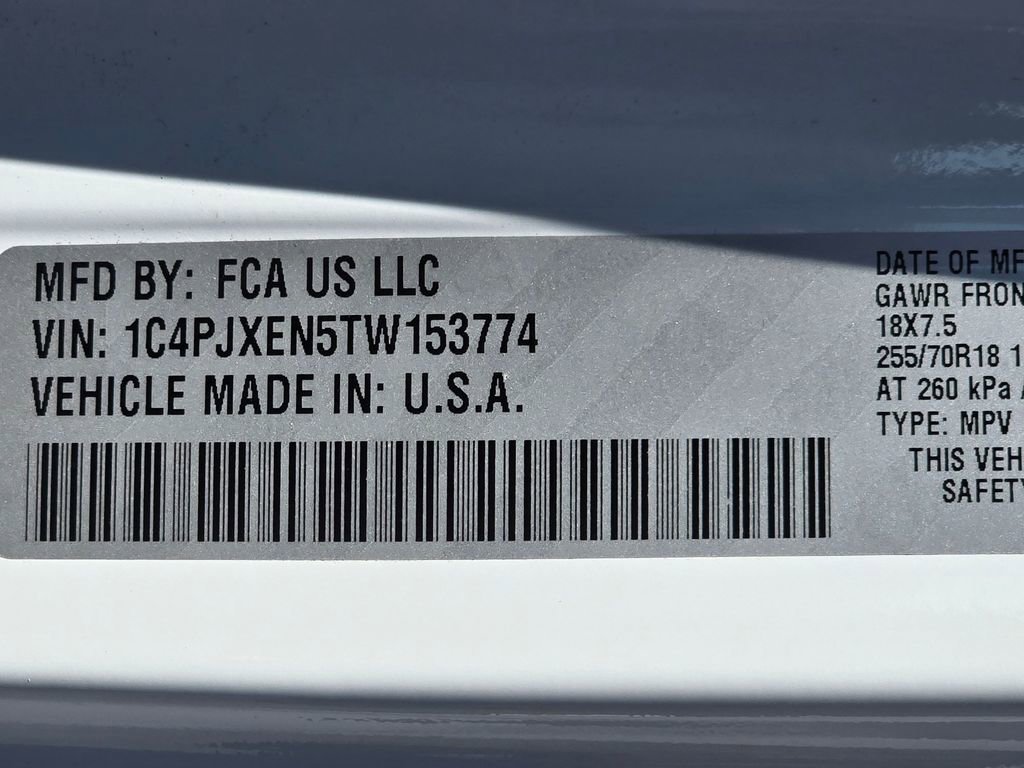 MFD BY: FCA US LLC
VIN: 1C4PJXEN5TW153774
VEHICLE MADE IN: U.S.A.
DATE OF MF
GAWR FRON
18X7.5
255/70R18 1
AT 260 kPa
TYPE: MPV
THIS VEH
SAFETY